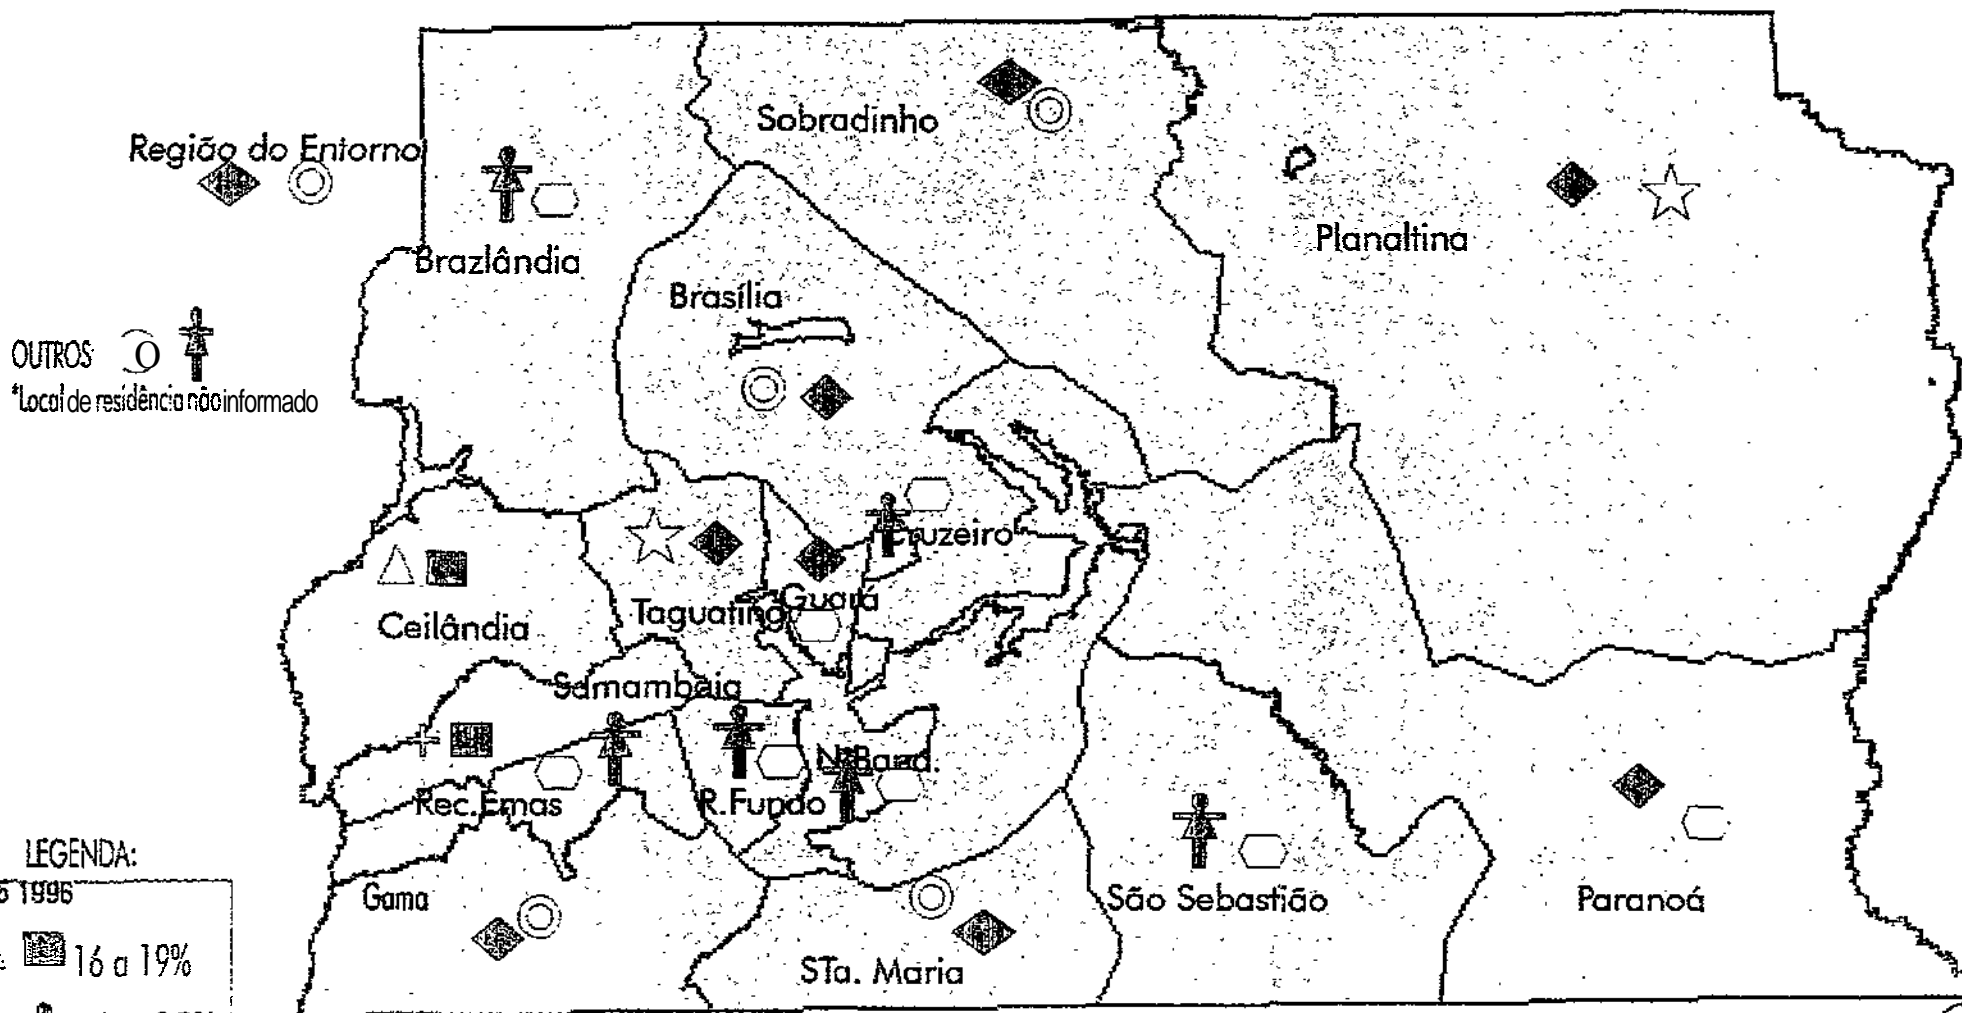 Sobradinho
Região do Entorno
Planaltina
Brazlândia
Brasília
OUTROS
*Local de residência não informado
Cruzeiro
Guará
Taguating
Ceilândia
Samambaia
N. Band.
Rec. Emas
R. Fundo
LEGENDA:
1996
Gama
São Sebastião
Paranoá
16 a 19%
STa. Maria